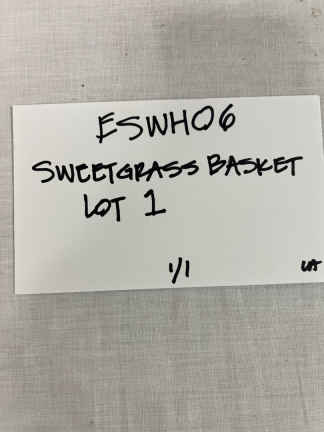 ESWH06
SWEETGRASS BASKET
LOT 1
1/1